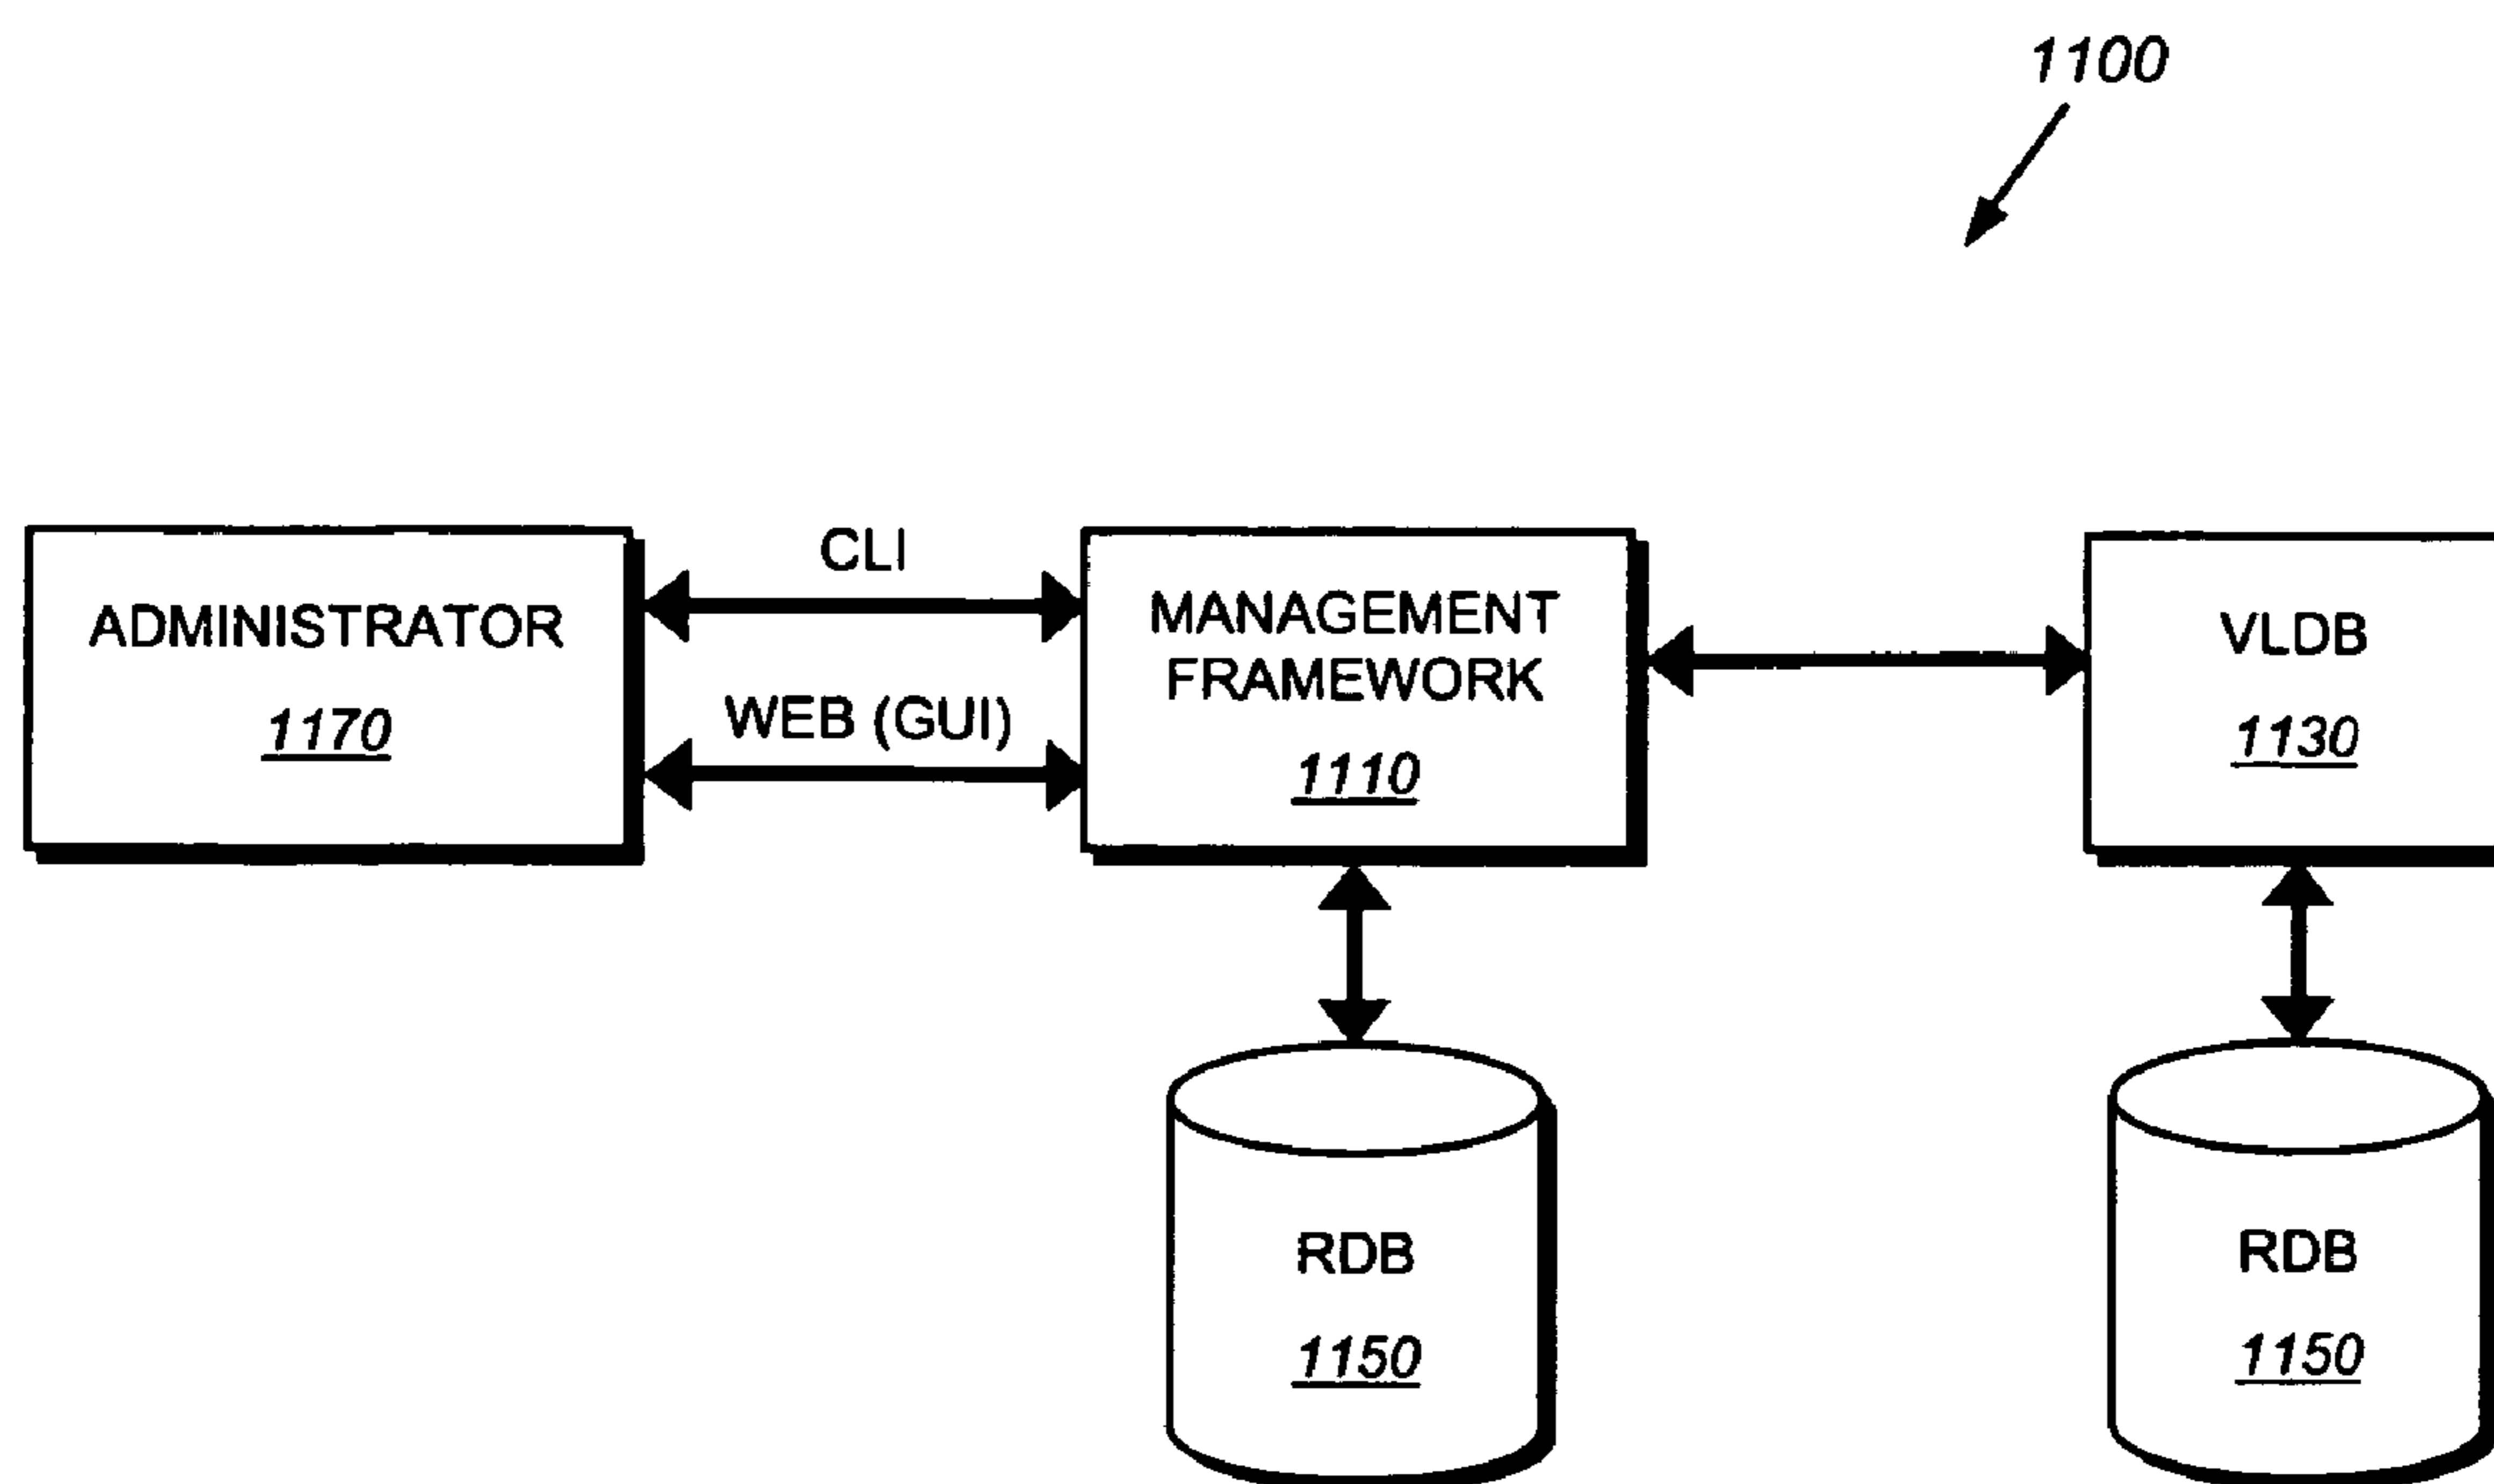 1100
ADMINISTRATOR
1170
CLI
WEB (GUI)
MANAGEMENT
FRAMEWORK
1110
VLDB
1130
RDB
1150
RDB
1150